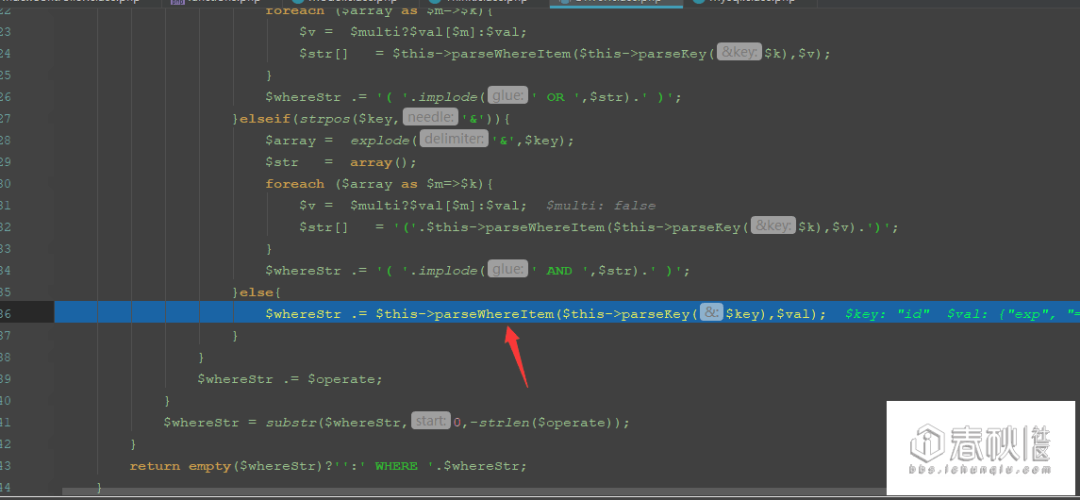 22 foreach ($array as $m=>$k){
23 $v = $multi?$val[$m]:$val;
24 $str[] = $this->parseWhereItem($this->parseKey( &key: $k),$v);
25 }
26 $whereStr .= '( '.implode( glue: ' OR ',$str).' )';
27 }elseif(strpos($key, needle: '&')){
28 $array = explode( delimiter: '&',$key);
29 $str = array();
30 foreach ($array as $m=>$k){
31 $v = $multi?$val[$m]:$val; $multi: false
32 $str[] = '('.$this->parseWhereItem($this->parseKey( &key: $k),$v).')';
33 }
34 $whereStr .= '( '.implode( glue: ' AND ',$str).' )';
35 }else{
36 $whereStr .= $this->parseWhereItem($this->parseKey( &: $key),$val); $key: "id" $val: {"exp", "=
37 }
38 }
39 $whereStr .= $operate;
40 }
41 $whereStr = substr($whereStr, start: 0,-strlen($operate));
42 }
43 return empty($whereStr)?'':' WHERE '.$whereStr;
44 }
春秋社区
bbs.ichunqiu.com